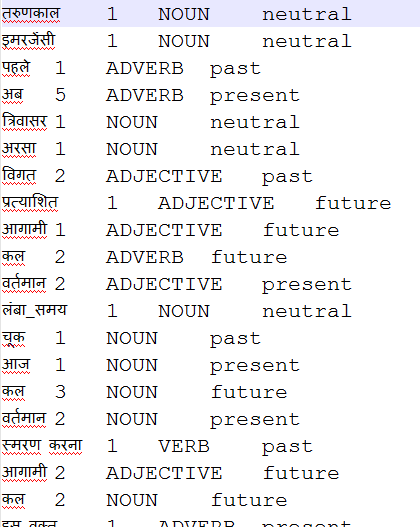 तरुणकाल 1 NOUN neutral
इमरजेंसी 1 NOUN neutral
पहले 1 ADVERB past
अब 5 ADVERB present
त्रिवासर 1 NOUN neutral
अरसा 1 NOUN neutral
विगत 2 ADJECTIVE past
प्रत्याशित 1 ADJECTIVE future
आगामी 1 ADJECTIVE future
कल 2 ADVERB future
वर्तमान 2 ADJECTIVE present
लंबा_समय 1 NOUN neutral
चूक 1 NOUN past
आज 1 NOUN present
कल 3 NOUN future
वर्तमान 2 NOUN present
स्मरण करना 1 VERB past
आगामी 2 ADJECTIVE future
कल 2 NOUN future
इस वक्त 1 ADVERB present